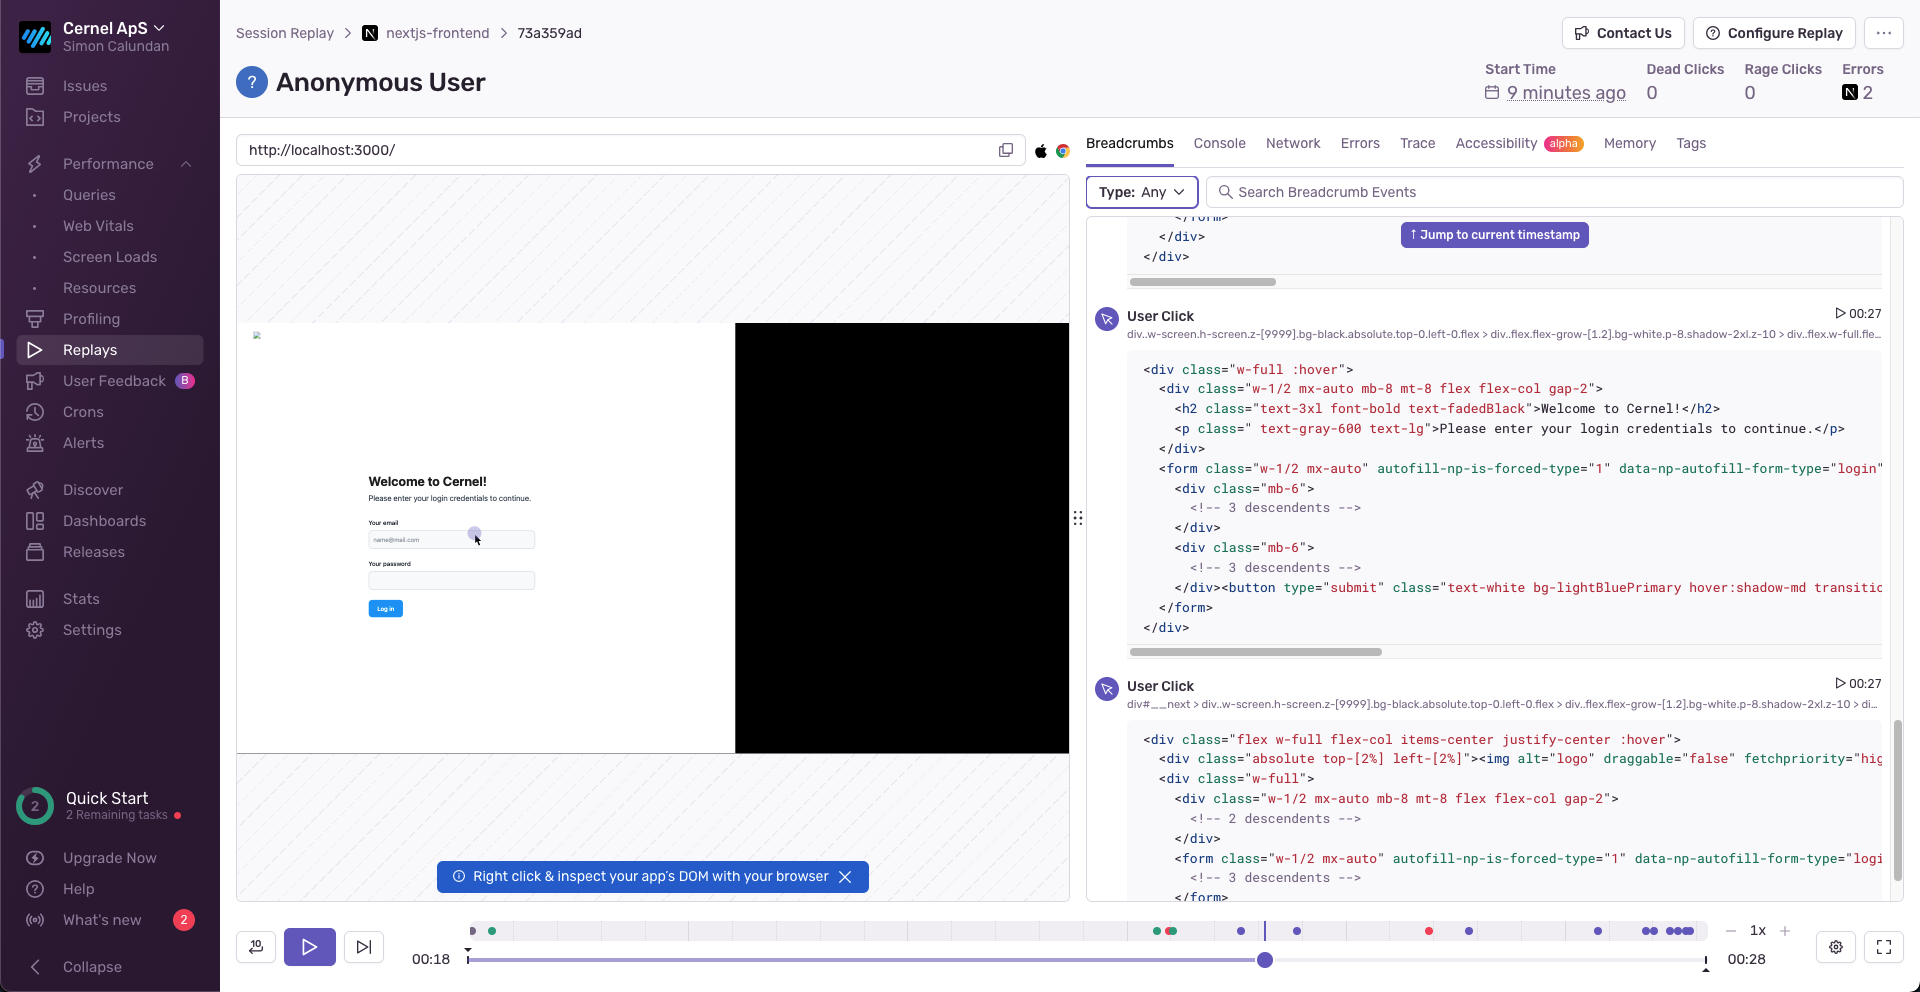 Cernel ApS
Simon Calundan
Issues
Projects
Performance
Queries
Web Vitals
Screen Loads
Resources
Profiling
Replays
User Feedback B
Crons
Alerts
Discover
Dashboards
Releases
Stats
Settings
2 Quick Start
2 Remaining tasks
Upgrade Now
Help
What's new 2
Collapse
Session Replay > N nextjs-frontend > 73a359ad
Contact Us
? Configure Replay
...
? Anonymous User
Start Time
9 minutes ago
Dead Clicks
0
Rage Clicks
0
Errors
N 2
http://localhost:3000/
Welcome to Cernel!
Please enter your login credentials to continue.
Your email
name@mail.com
Your password
Log in
Right click & inspect your app's DOM with your browser
Breadcrumbs Console Network Errors Trace Accessibility alpha Memory Tags
Type: Any
Search Breadcrumb Events
</form>
↑ Jump to current timestamp
</div>
</div>
User Click 00:27
div..w-screen.h-screen.z-[9999].bg-black.absolute.top-0.left-0.flex > div..flex.flex-grow-[1.2].bg-white.p-8.shadow-2xl.z-10 > div..flex.w-full.fle...
<div class="w-full :hover">
<div class="w-1/2 mx-auto mb-8 mt-8 flex flex-col gap-2">
<h2 class="text-3xl font-bold text-fadedBlack">Welcome to Cernel!</h2>
<p class=" text-gray-600 text-lg">Please enter your login credentials to continue.</p>
</div>
<form class="w-1/2 mx-auto" autofill-np-is-forced-type="1" data-np-autofill-form-type="login"
<div class="mb-6">
<!-- 3 descendents -->
</div>
<div class="mb-6">
<!-- 3 descendents -->
</div><button type="submit" class="text-white bg-lightBluePrimary hover:shadow-md transitio
</form>
</div>
User Click 00:27
div#__next > div..w-screen.h-screen.z-[9999].bg-black.absolute.top-0.left-0.flex > div..flex.flex-grow-[1.2].bg-white.p-8.shadow-2xl.z-10 > di...
<div class="flex w-full flex-col items-center justify-center :hover">
<div class="absolute top-[2%] left-[2%]"><img alt="logo" draggable="false" fetchpriority="hig
<div class="w-full">
<div class="w-1/2 mx-auto mb-8 mt-8 flex flex-col gap-2">
<!-- 2 descendents -->
</div>
<form class="w-1/2 mx-auto" autofill-np-is-forced-type="1" data-np-autofill-form-type="logi
<!-- 3 descendents -->
</form>
10
00:18
00:28
1x